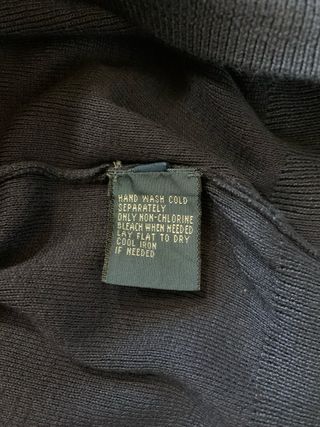 HAND WASH COLD
SEPARATELY
ONLY NON-CHLORINE
BLEACH WHEN NEEDED
LAY FLAT TO DRY
COOL IRON
IF NEEDED